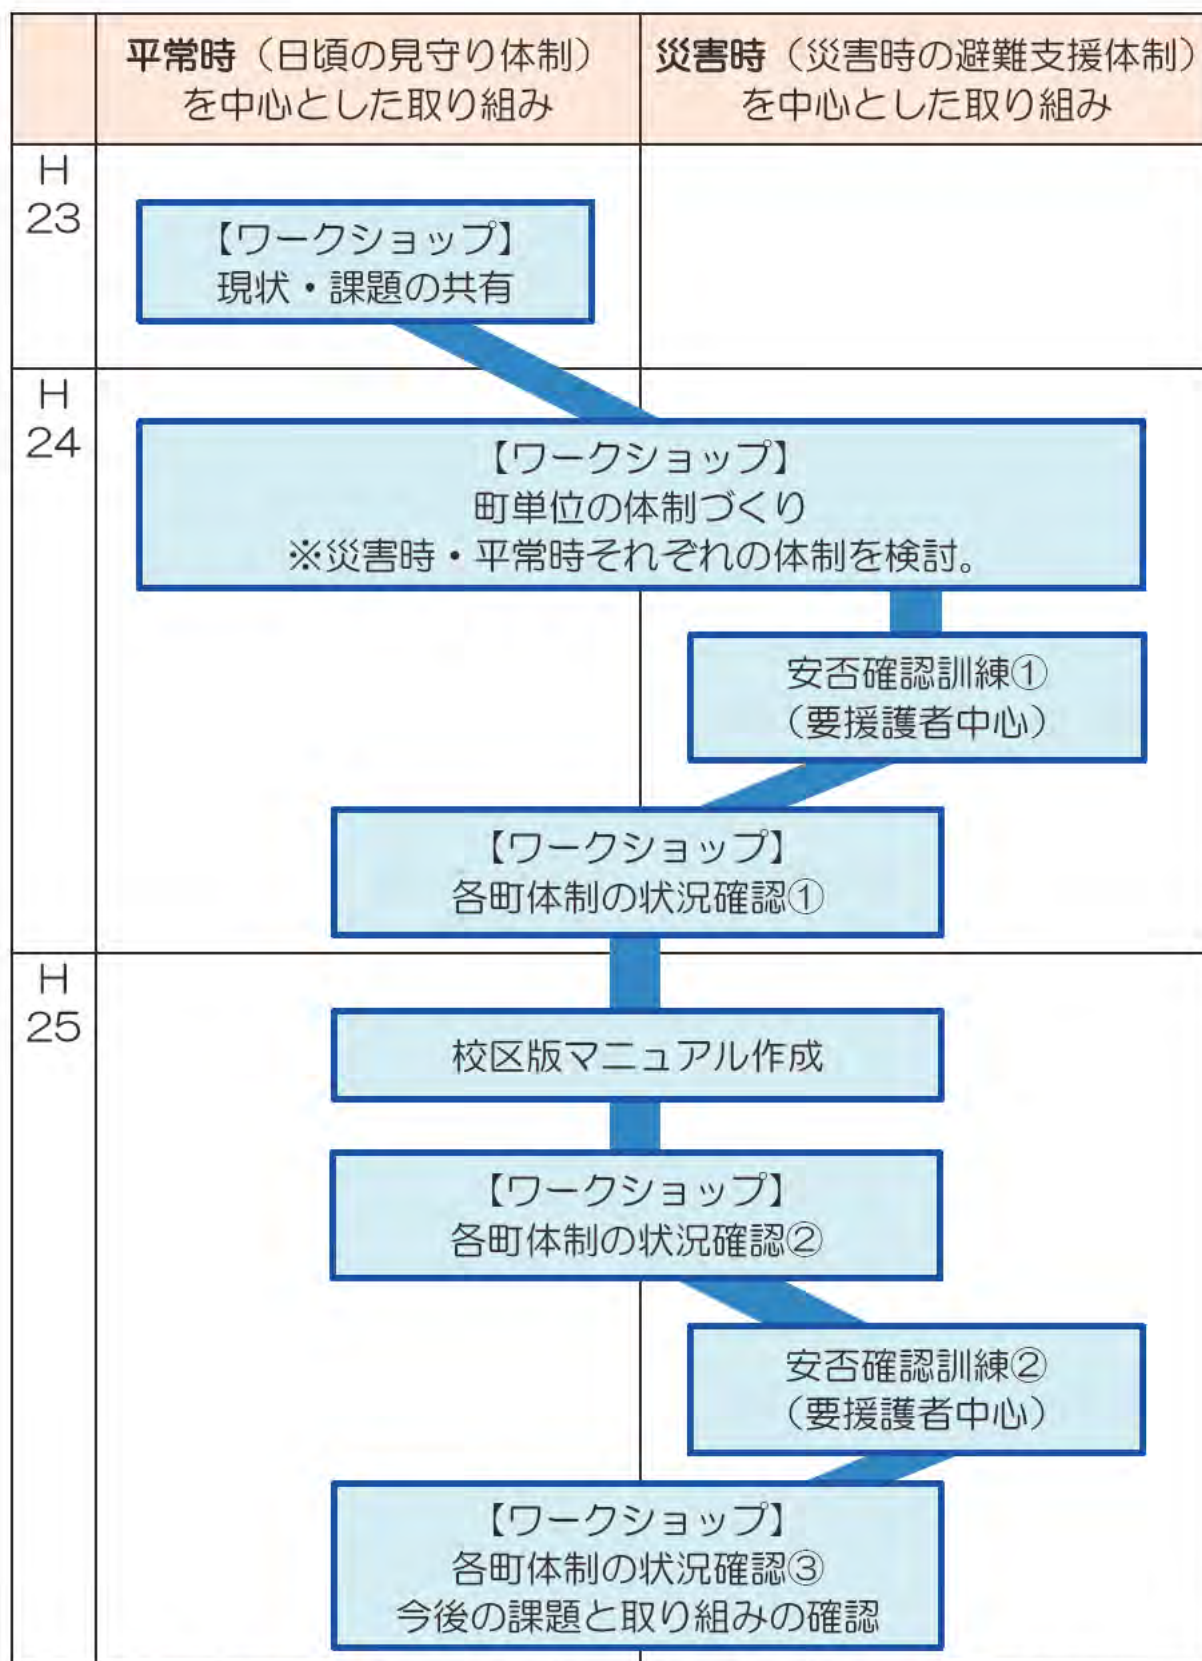 平常時（日頃の見守り体制）
を中心とした取り組み
災害時（災害時の避難支援体制）
を中心とした取り組み
H
23
【ワークショップ】
現状・課題の共有
H
24
【ワークショップ】
町単位の体制づくり
※災害時・平常時それぞれの体制を検討。
安否確認訓練①
（要援護者中心）
【ワークショップ】
各町体制の状況確認①
H
25
校区版マニュアル作成
【ワークショップ】
各町体制の状況確認②
安否確認訓練②
（要援護者中心）
【ワークショップ】
各町体制の状況確認③
今後の課題と取り組みの確認